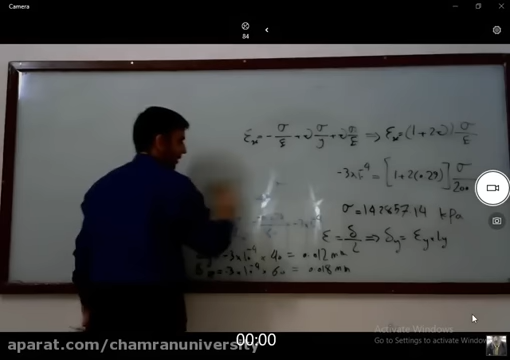 Camera
84
εx = -σ/E + ν σ/y + ν σ/E ⇒ εx = (1+2ν) σ/E
-3×10^-4 = [1+2(0.29)] σ/200
σ = 142857.14 kPa
ε = δ/L ⇒ δy = εy × Ly
-3×10^-4 × 40 = 0.012 mm
= 3×10^-4 × 60 = 0.018 mm
Activate Windows
Go to Settings to activate Windows
00:00
aparat.com/chamranuniversity